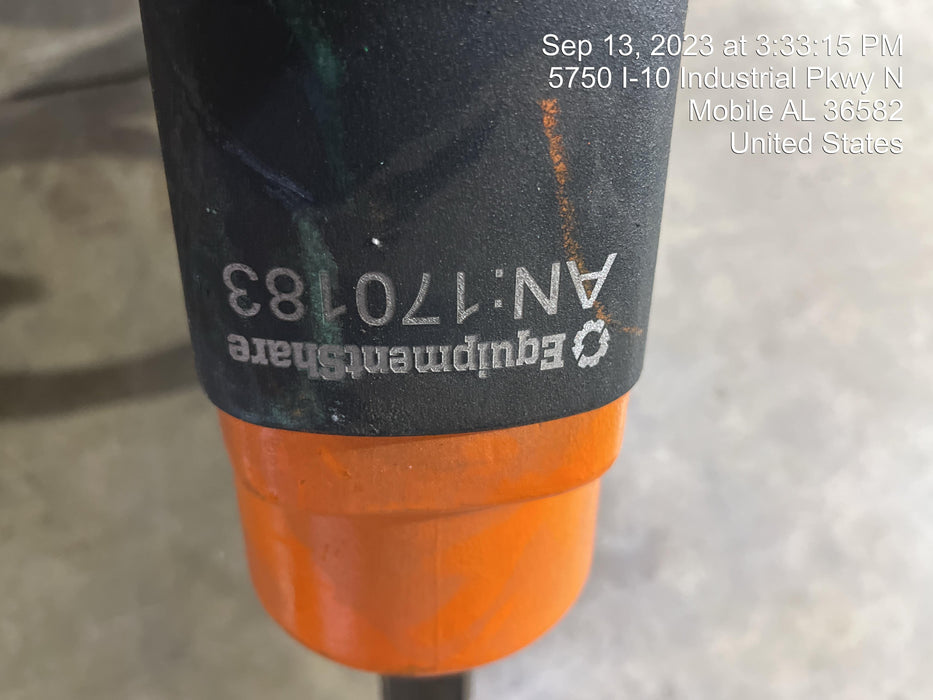 Sep 13, 2023 at 3:33:15 PM
5750 I-10 Industrial Pkwy N
Mobile AL 36582
United States
EquipmentShare
AN:170183